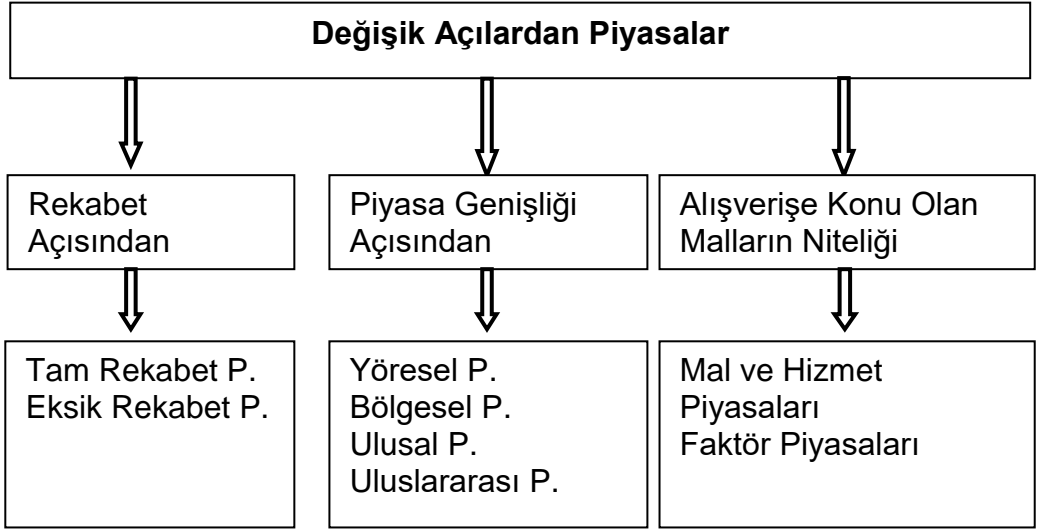 Değişik Açılardan Piyasalar
Rekabet
Açısından
Piyasa Genişliği
Açısından
Alışverişe Konu Olan
Malların Niteliği
Tam Rekabet P.
Eksik Rekabet P.
Yöresel P.
Bölgesel P.
Ulusal P.
Uluslararası P.
Mal ve Hizmet
Piyasaları
Faktör Piyasaları